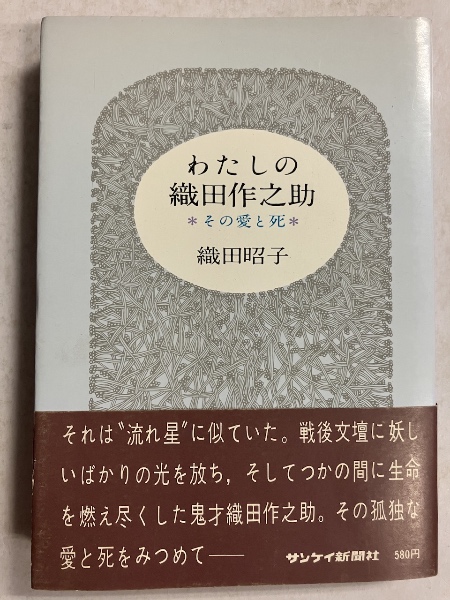 わたしの
織田作之助
＊その愛と死＊
織田昭子
それは“流れ星”に似ていた。戦後文壇に妖し
いばかりの光を放ち，そしてつかの間に生命
を燃え尽くした鬼才織田作之助。その孤独な
愛と死をみつめて——
サンケイ新聞社 580円